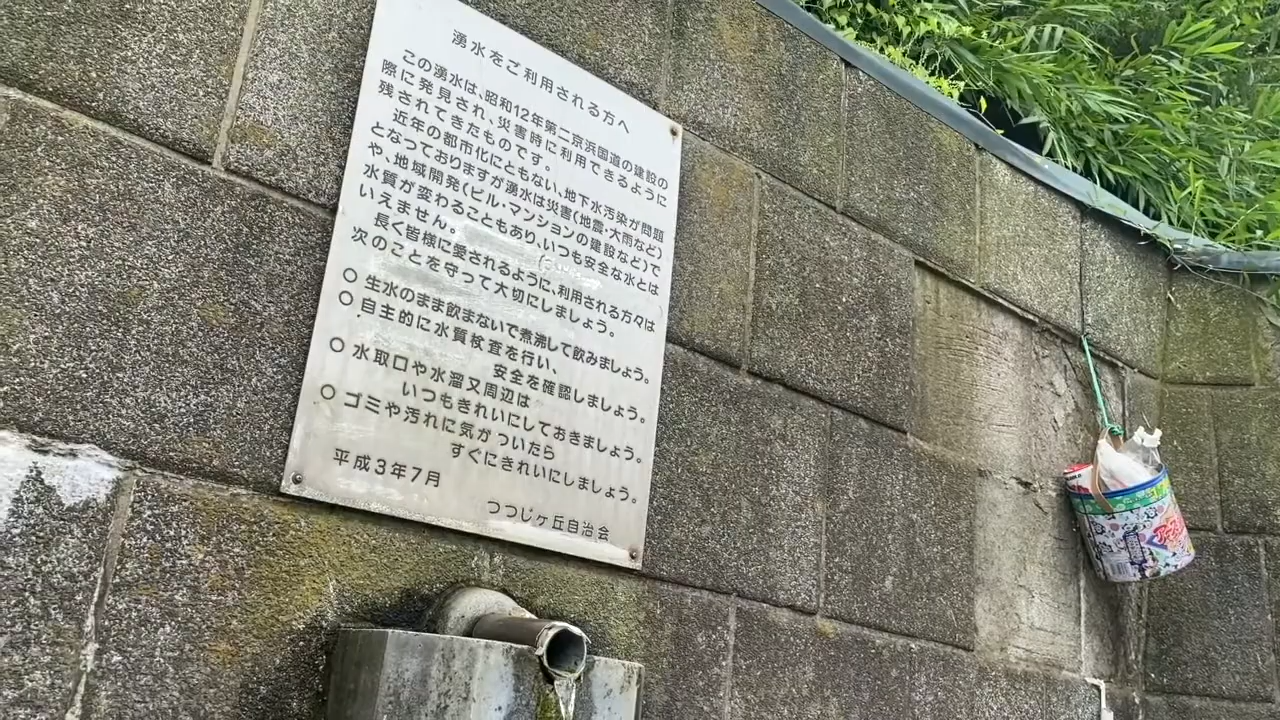 湧水をご利用される方へ
この湧水は、昭和12年第二京浜国道の建設の
際に発見され、災害時に利用できるように
残されてきたものです。
近年の都市化にともない、地下水汚染が問題
となっておりますが湧水は災害(地震・大雨など)
や、地域開発(ビル・マンションの建設など)で
水質が変わることもあり、いつも安全な水とは
いえません。
長く皆様に愛されるように、利用される方々は
次のことを守って大切にしましょう。
○ 生水のまま飲まないで煮沸して飲みましょう。
○ 自主的に水質検査を行い、
安全を確認しましょう。
○ 水取口や水溜又周辺は
いつもきれいにしておきましょう。
○ ゴミや汚れに気がついたら
すぐにきれいにしましょう。
平成3年7月
つつじヶ丘自治会